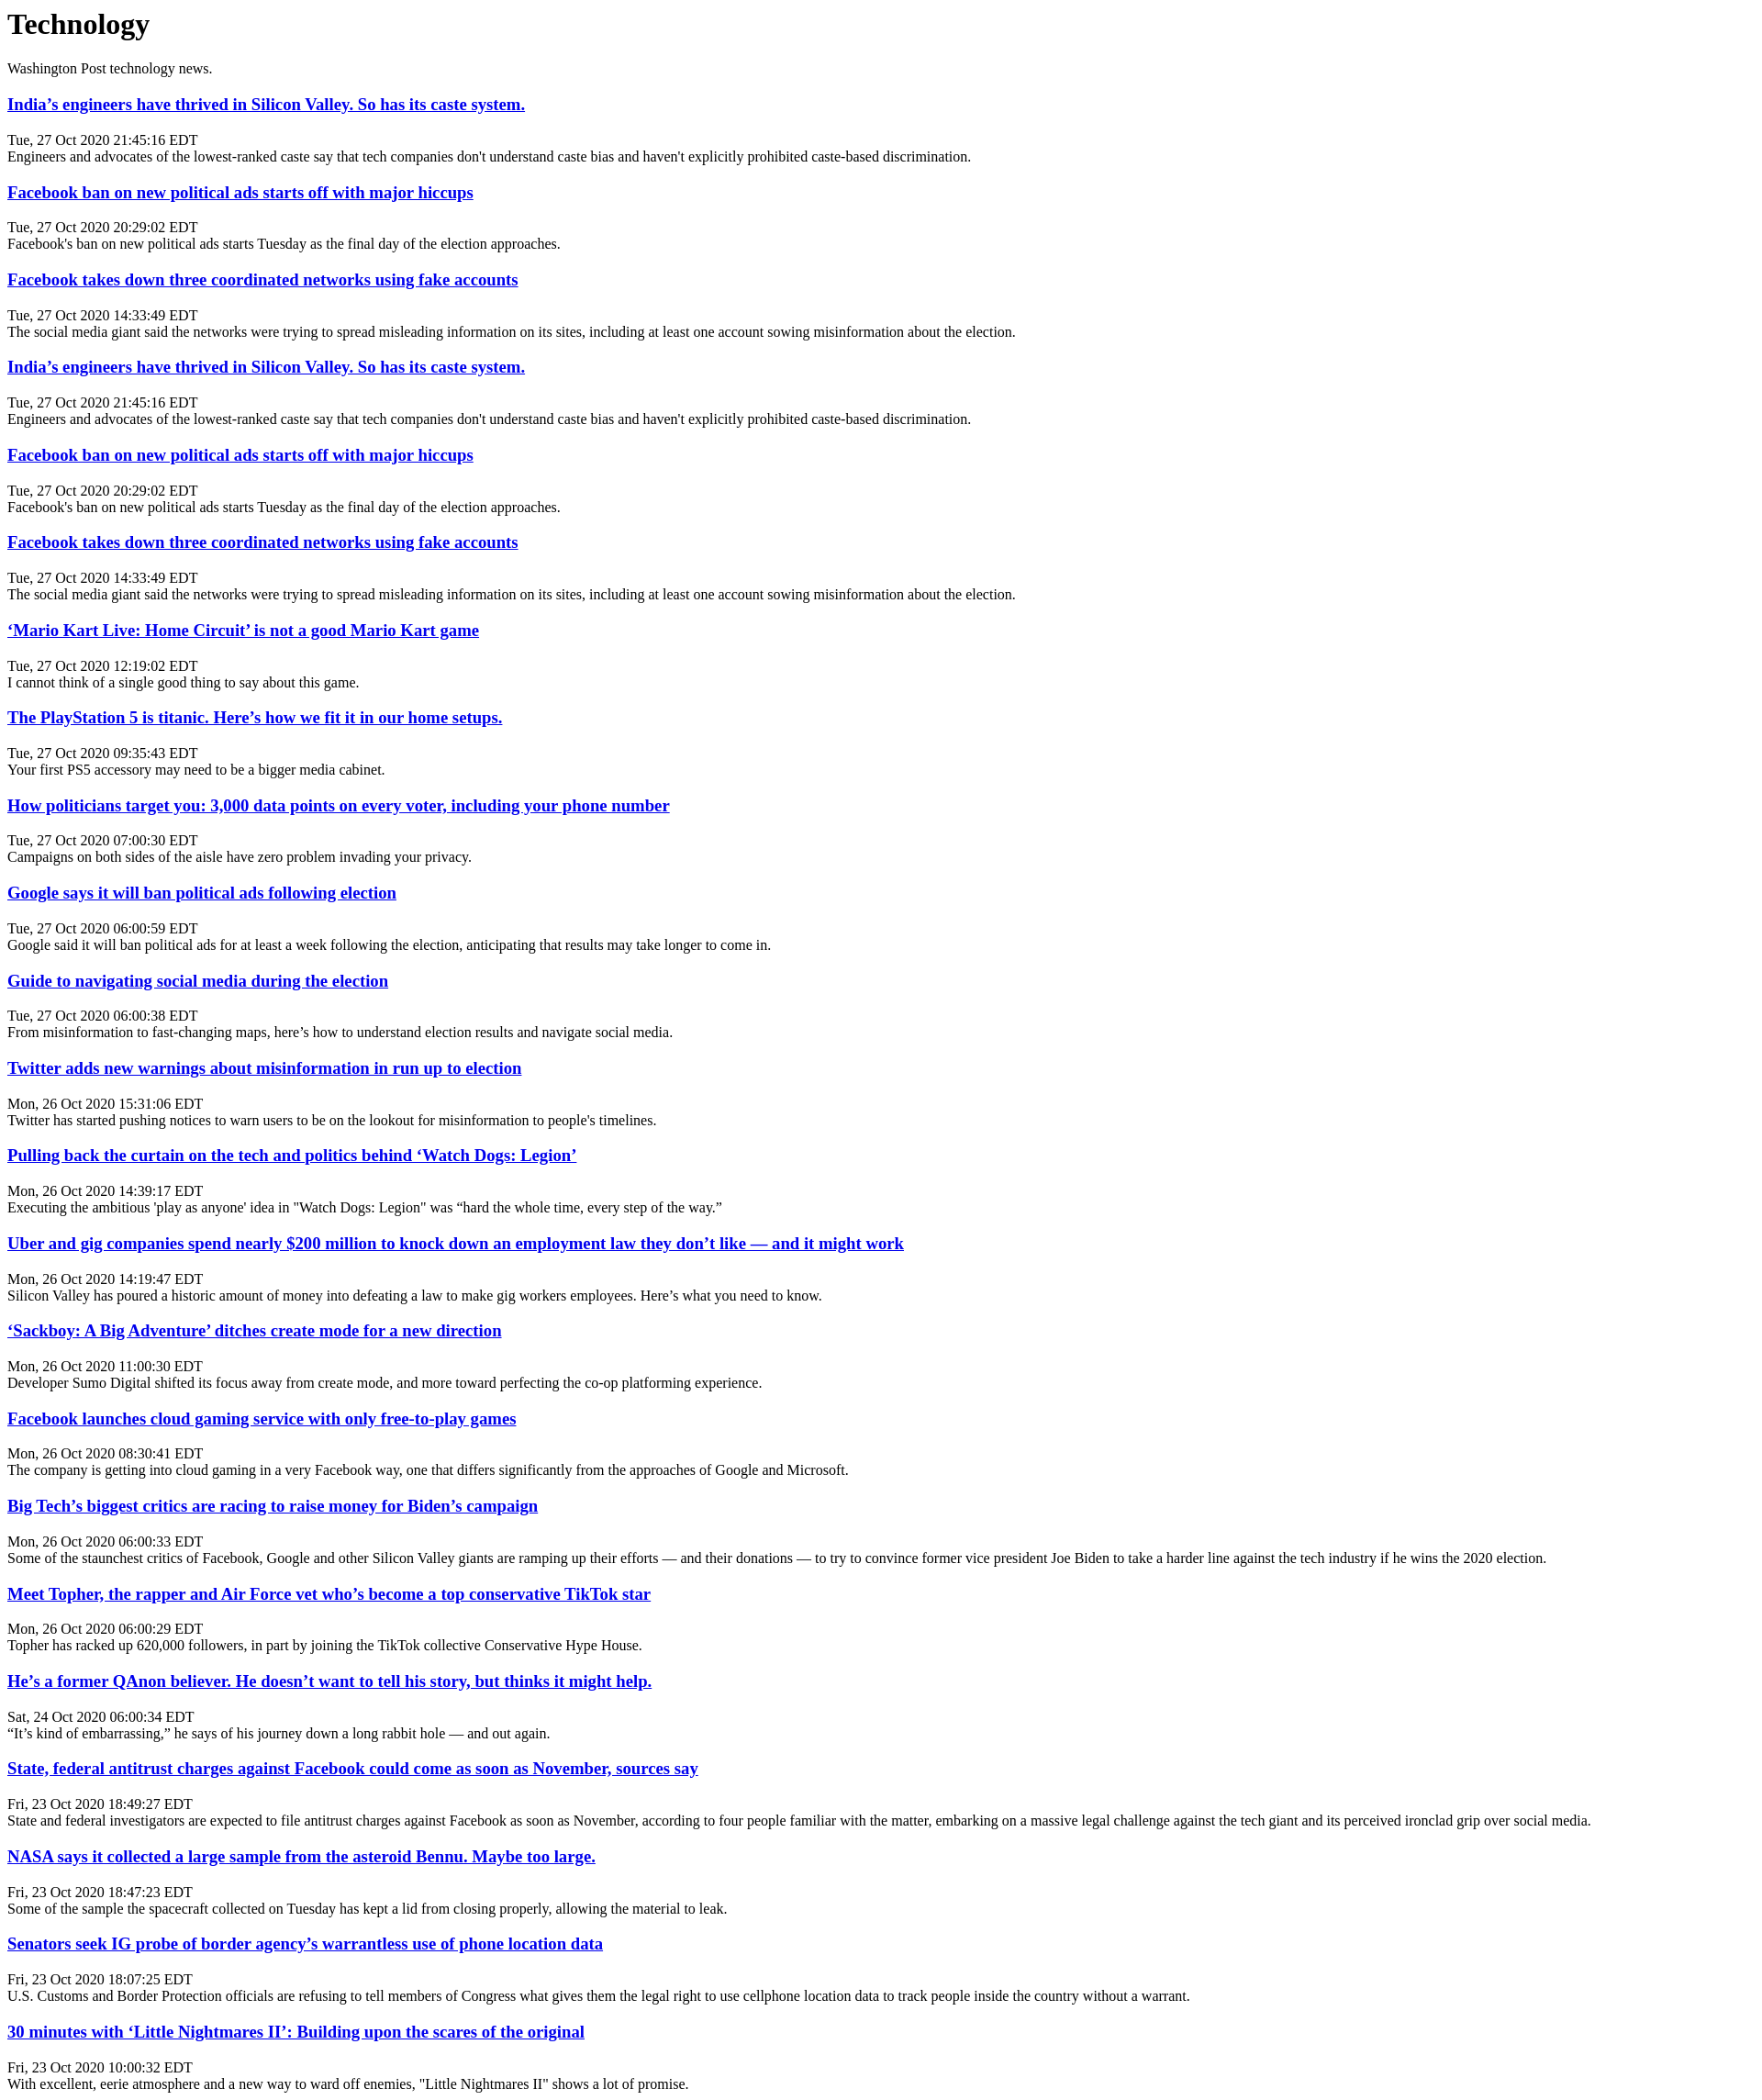 Technology
Washington Post technology news.
India’s engineers have thrived in Silicon Valley. So has its caste system.
Tue, 27 Oct 2020 21:45:16 EDT
Engineers and advocates of the lowest-ranked caste say that tech companies don't understand caste bias and haven't explicitly prohibited caste-based discrimination.
Facebook ban on new political ads starts off with major hiccups
Tue, 27 Oct 2020 20:29:02 EDT
Facebook's ban on new political ads starts Tuesday as the final day of the election approaches.
Facebook takes down three coordinated networks using fake accounts
Tue, 27 Oct 2020 14:33:49 EDT
The social media giant said the networks were trying to spread misleading information on its sites, including at least one account sowing misinformation about the election.
India’s engineers have thrived in Silicon Valley. So has its caste system.
Tue, 27 Oct 2020 21:45:16 EDT
Engineers and advocates of the lowest-ranked caste say that tech companies don't understand caste bias and haven't explicitly prohibited caste-based discrimination.
Facebook ban on new political ads starts off with major hiccups
Tue, 27 Oct 2020 20:29:02 EDT
Facebook's ban on new political ads starts Tuesday as the final day of the election approaches.
Facebook takes down three coordinated networks using fake accounts
Tue, 27 Oct 2020 14:33:49 EDT
The social media giant said the networks were trying to spread misleading information on its sites, including at least one account sowing misinformation about the election.
‘Mario Kart Live: Home Circuit’ is not a good Mario Kart game
Tue, 27 Oct 2020 12:19:02 EDT
I cannot think of a single good thing to say about this game.
The PlayStation 5 is titanic. Here’s how we fit it in our home setups.
Tue, 27 Oct 2020 09:35:43 EDT
Your first PS5 accessory may need to be a bigger media cabinet.
How politicians target you: 3,000 data points on every voter, including your phone number
Tue, 27 Oct 2020 07:00:30 EDT
Campaigns on both sides of the aisle have zero problem invading your privacy.
Google says it will ban political ads following election
Tue, 27 Oct 2020 06:00:59 EDT
Google said it will ban political ads for at least a week following the election, anticipating that results may take longer to come in.
Guide to navigating social media during the election
Tue, 27 Oct 2020 06:00:38 EDT
From misinformation to fast-changing maps, here’s how to understand election results and navigate social media.
Twitter adds new warnings about misinformation in run up to election
Mon, 26 Oct 2020 15:31:06 EDT
Twitter has started pushing notices to warn users to be on the lookout for misinformation to people's timelines.
Pulling back the curtain on the tech and politics behind ‘Watch Dogs: Legion’
Mon, 26 Oct 2020 14:39:17 EDT
Executing the ambitious 'play as anyone' idea in "Watch Dogs: Legion" was “hard the whole time, every step of the way.”
Uber and gig companies spend nearly $200 million to knock down an employment law they don’t like — and it might work
Mon, 26 Oct 2020 14:19:47 EDT
Silicon Valley has poured a historic amount of money into defeating a law to make gig workers employees. Here’s what you need to know.
‘Sackboy: A Big Adventure’ ditches create mode for a new direction
Mon, 26 Oct 2020 11:00:30 EDT
Developer Sumo Digital shifted its focus away from create mode, and more toward perfecting the co-op platforming experience.
Facebook launches cloud gaming service with only free-to-play games
Mon, 26 Oct 2020 08:30:41 EDT
The company is getting into cloud gaming in a very Facebook way, one that differs significantly from the approaches of Google and Microsoft.
Big Tech’s biggest critics are racing to raise money for Biden’s campaign
Mon, 26 Oct 2020 06:00:33 EDT
Some of the staunchest critics of Facebook, Google and other Silicon Valley giants are ramping up their efforts — and their donations — to try to convince former vice president Joe Biden to take a harder line against the tech industry if he wins the 2020 election.
Meet Topher, the rapper and Air Force vet who’s become a top conservative TikTok star
Mon, 26 Oct 2020 06:00:29 EDT
Topher has racked up 620,000 followers, in part by joining the TikTok collective Conservative Hype House.
He’s a former QAnon believer. He doesn’t want to tell his story, but thinks it might help.
Sat, 24 Oct 2020 06:00:34 EDT
“It’s kind of embarrassing,” he says of his journey down a long rabbit hole — and out again.
State, federal antitrust charges against Facebook could come as soon as November, sources say
Fri, 23 Oct 2020 18:49:27 EDT
State and federal investigators are expected to file antitrust charges against Facebook as soon as November, according to four people familiar with the matter, embarking on a massive legal challenge against the tech giant and its perceived ironclad grip over social media.
NASA says it collected a large sample from the asteroid Bennu. Maybe too large.
Fri, 23 Oct 2020 18:47:23 EDT
Some of the sample the spacecraft collected on Tuesday has kept a lid from closing properly, allowing the material to leak.
Senators seek IG probe of border agency’s warrantless use of phone location data
Fri, 23 Oct 2020 18:07:25 EDT
U.S. Customs and Border Protection officials are refusing to tell members of Congress what gives them the legal right to use cellphone location data to track people inside the country without a warrant.
30 minutes with ‘Little Nightmares II’: Building upon the scares of the original
Fri, 23 Oct 2020 10:00:32 EDT
With excellent, eerie atmosphere and a new way to ward off enemies, "Little Nightmares II" shows a lot of promise.